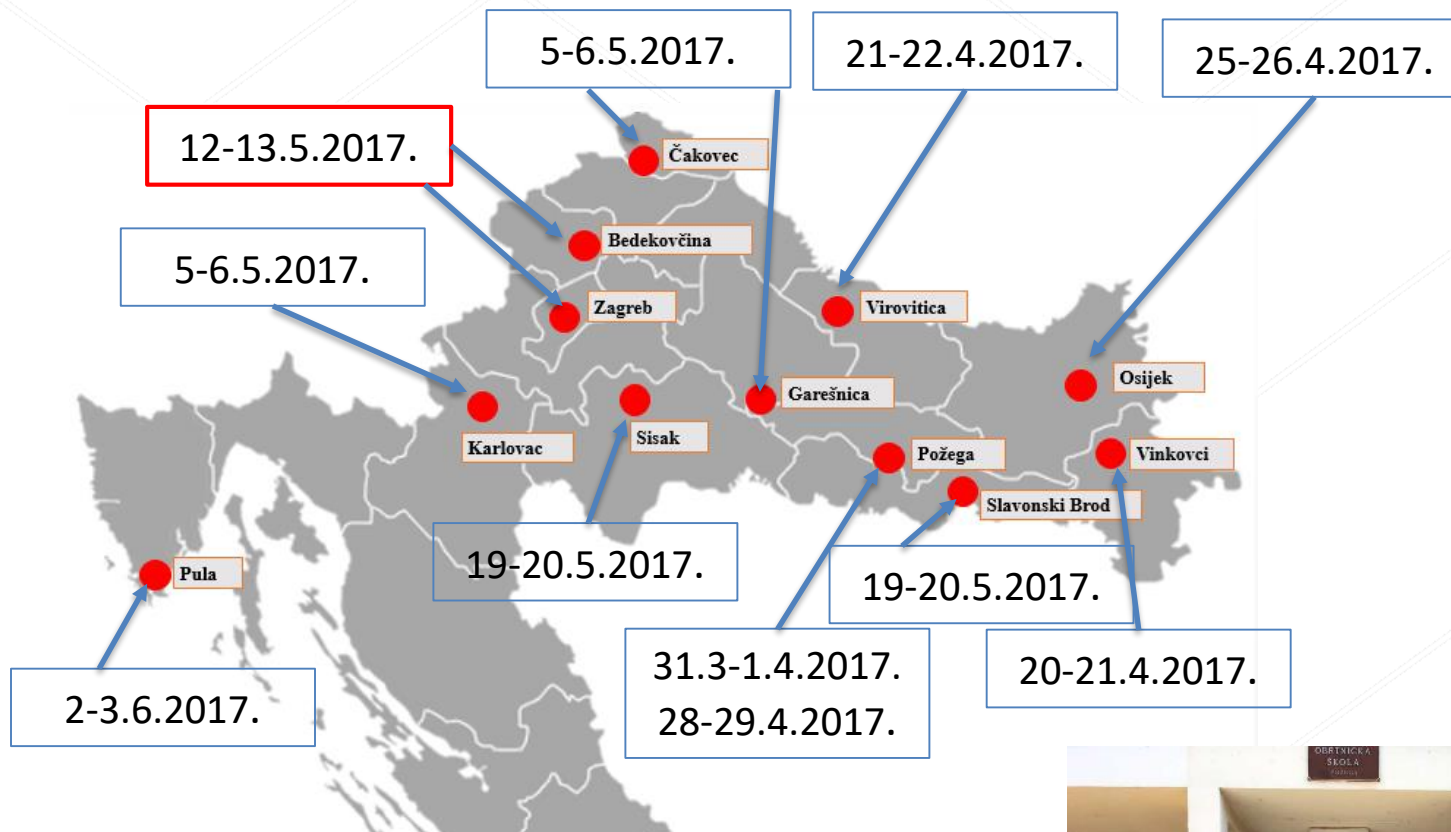 5-6.5.2017.
21-22.4.2017.
25-26.4.2017.
12-13.5.2017.
Čakovec
Bedekovčina
5-6.5.2017.
Zagreb
Virovitica
Osijek
Garešnica
Karlovac
Sisak
Požega
Vinkovci
Slavonski Brod
Pula
19-20.5.2017.
19-20.5.2017.
31.3-1.4.2017.
28-29.4.2017.
20-21.4.2017.
2-3.6.2017.
OBRTNIČKA
ŠKOLA
POŽEGA